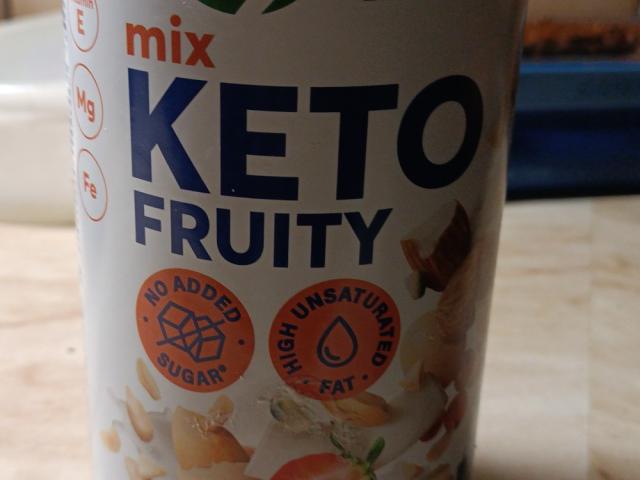 E
Mg
Fe
mix
KETO
FRUITY
NO ADDED
SUGAR*
HIGH UNSATURATED
FAT